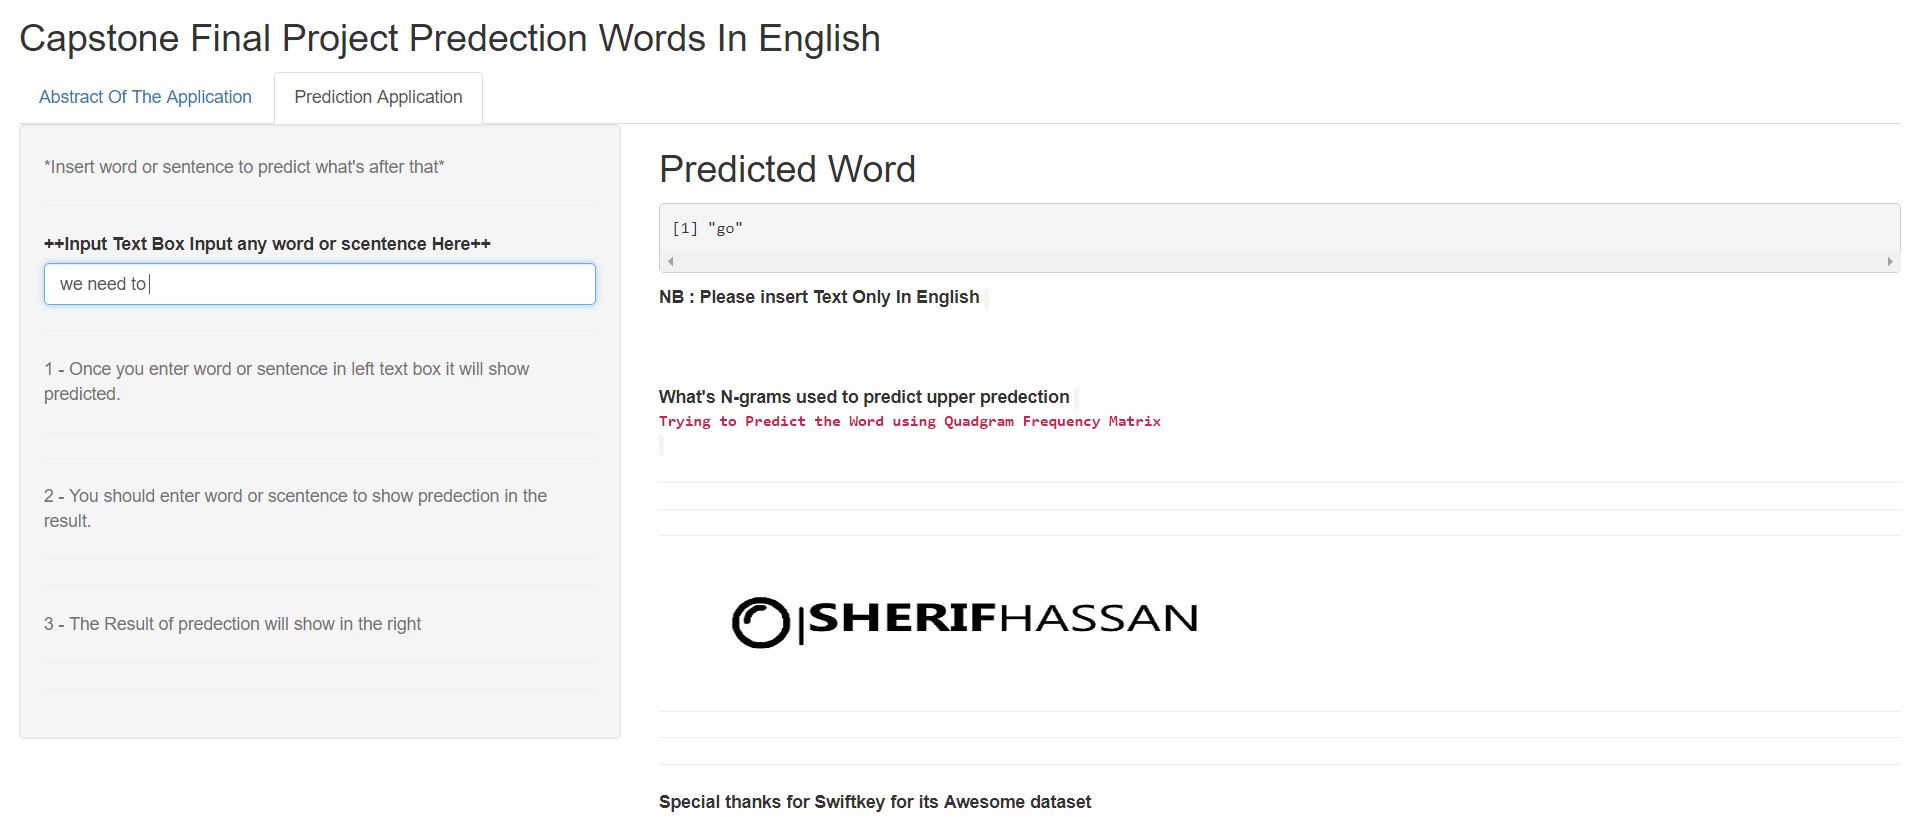 Capstone Final Project Predection Words In English
Abstract Of The Application
Prediction Application
*Insert word or sentence to predict what's after that*
++Input Text Box Input any word or scentence Here++
we need to
1 - Once you enter word or sentence in left text box it will show
predicted.
2 - You should enter word or scentence to show predection in the
result.
3 - The Result of predection will show in the right
Predicted Word
[1] "go"
NB : Please insert Text Only In English
What's N-grams used to predict upper predection
Trying to Predict the Word using Quadgram Frequency Matrix
SHERIFHASSAN
Special thanks for Swiftkey for its Awesome dataset